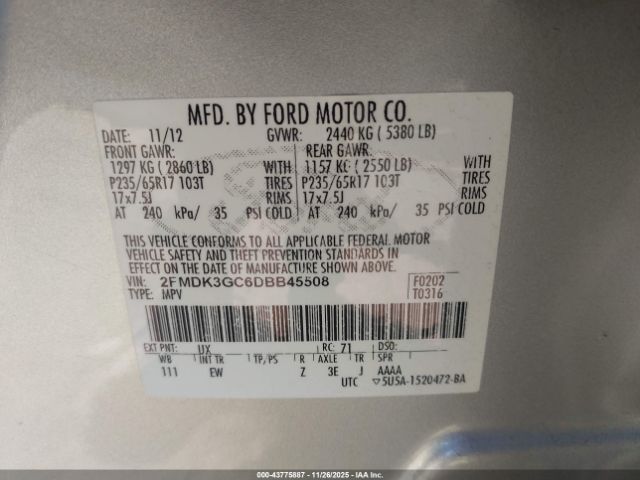 MFD. BY FORD MOTOR CO.
DATE: 11/12 GVWR: 2440 KG ( 5380 LB)
FRONT GAWR: REAR GAWR:
1297 KG ( 2860 LB) WITH 1157 KG ( 2550 LB) WITH
P235/65R17 103T TIRES P235/65R17 103T TIRES
17x7.5J RIMS 17x7.5J RIMS
AT 240 kPa/ 35 PSI COLD AT 240 kPa/ 35 PSI COLD
THIS VEHICLE CONFORMS TO ALL APPLICABLE FEDERAL MOTOR
VEHICLE SAFETY AND THEFT PREVENTION STANDARDS IN
EFFECT ON THE DATE OF MANUFACTURE SHOWN ABOVE.
VIN: 2FMDK3GC6DBB45508 F0202
TYPE: MPV T0316
EXT PNT: UX RC: 71 DSO:
WB INT TR TP/PS R AXLE TR SPR
111 EW Z 3E J AAAA
UTC ▽5U5A-1520472-BA
000-43775887 | 11/26/2025 - IAA Inc.